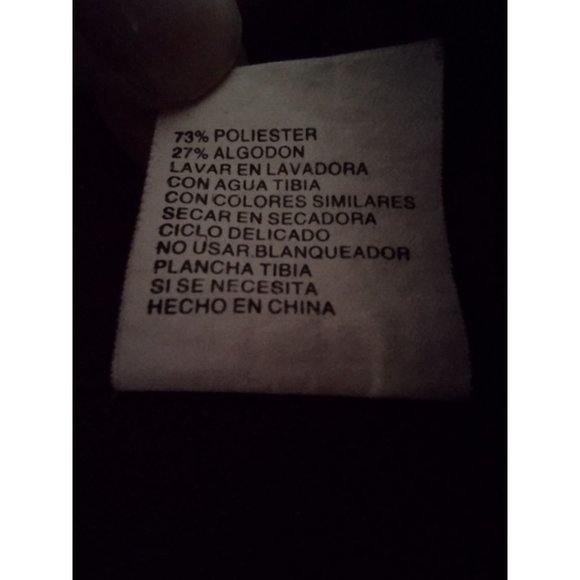 73% POLIESTER
27% ALGODON
LAVAR EN LAVADORA
CON AGUA TIBIA
CON COLORES SIMILARES
SECAR EN SECADORA
CICLO DELICADO
NO USAR BLANQUEADOR
PLANCHA TIBIA
SI SE NECESITA
HECHO EN CHINA